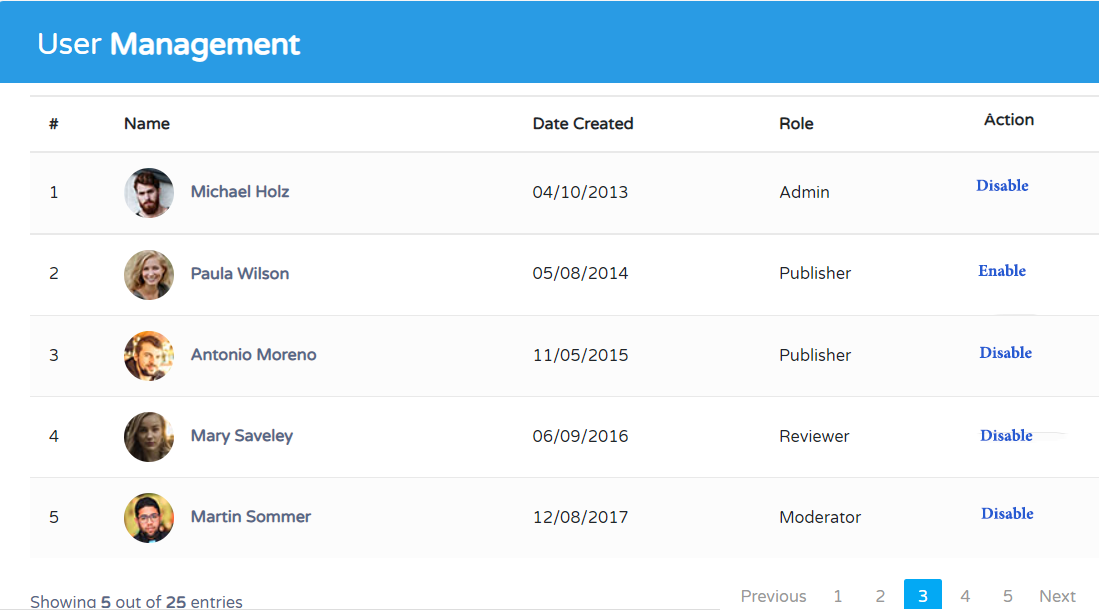 User Management
# Name Date Created Role Action
1 Michael Holz 04/10/2013 Admin Disable
2 Paula Wilson 05/08/2014 Publisher Enable
3 Antonio Moreno 11/05/2015 Publisher Disable
4 Mary Saveley 06/09/2016 Reviewer Disable
5 Martin Sommer 12/08/2017 Moderator Disable
Showing 5 out of 25 entries Previous 1 2 3 4 5 Next